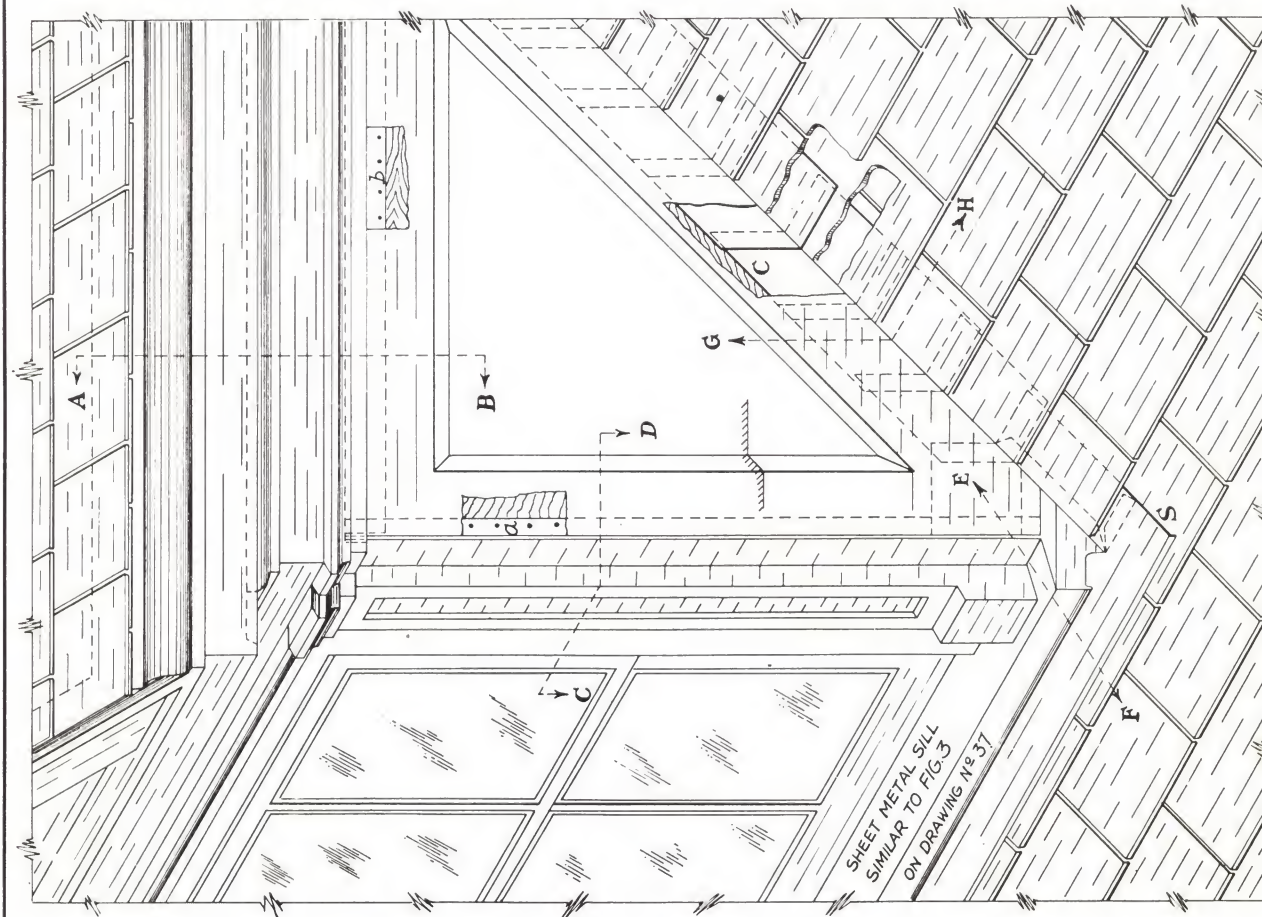 A
b
B
G
C
H
D
a
E
S
C
F
SHEET METAL SILL
SIMILAR TO FIG.3
ON DRAWING Nº 37